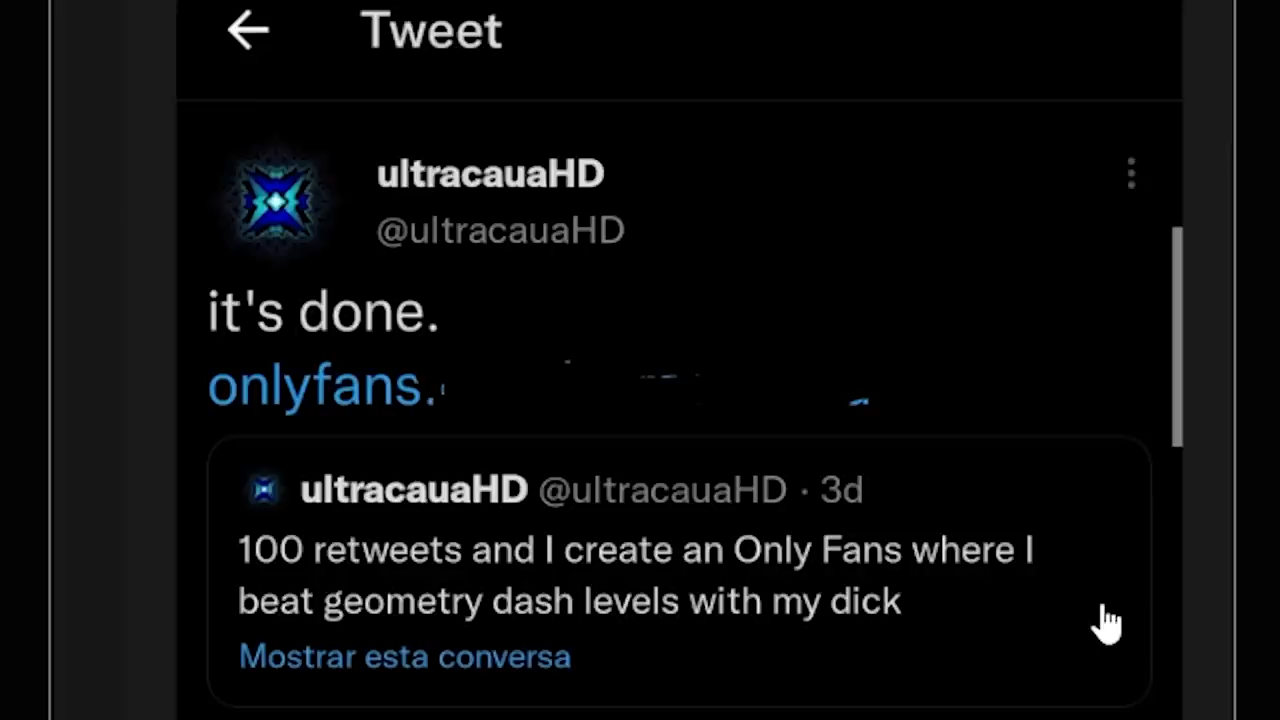 Tweet
ultracauaHD
@ultracauaHD
it's done.
onlyfans.
ultracauaHD @ultracauaHD · 3d
100 retweets and I create an Only Fans where I
beat geometry dash levels with my dick
Mostrar esta conversa